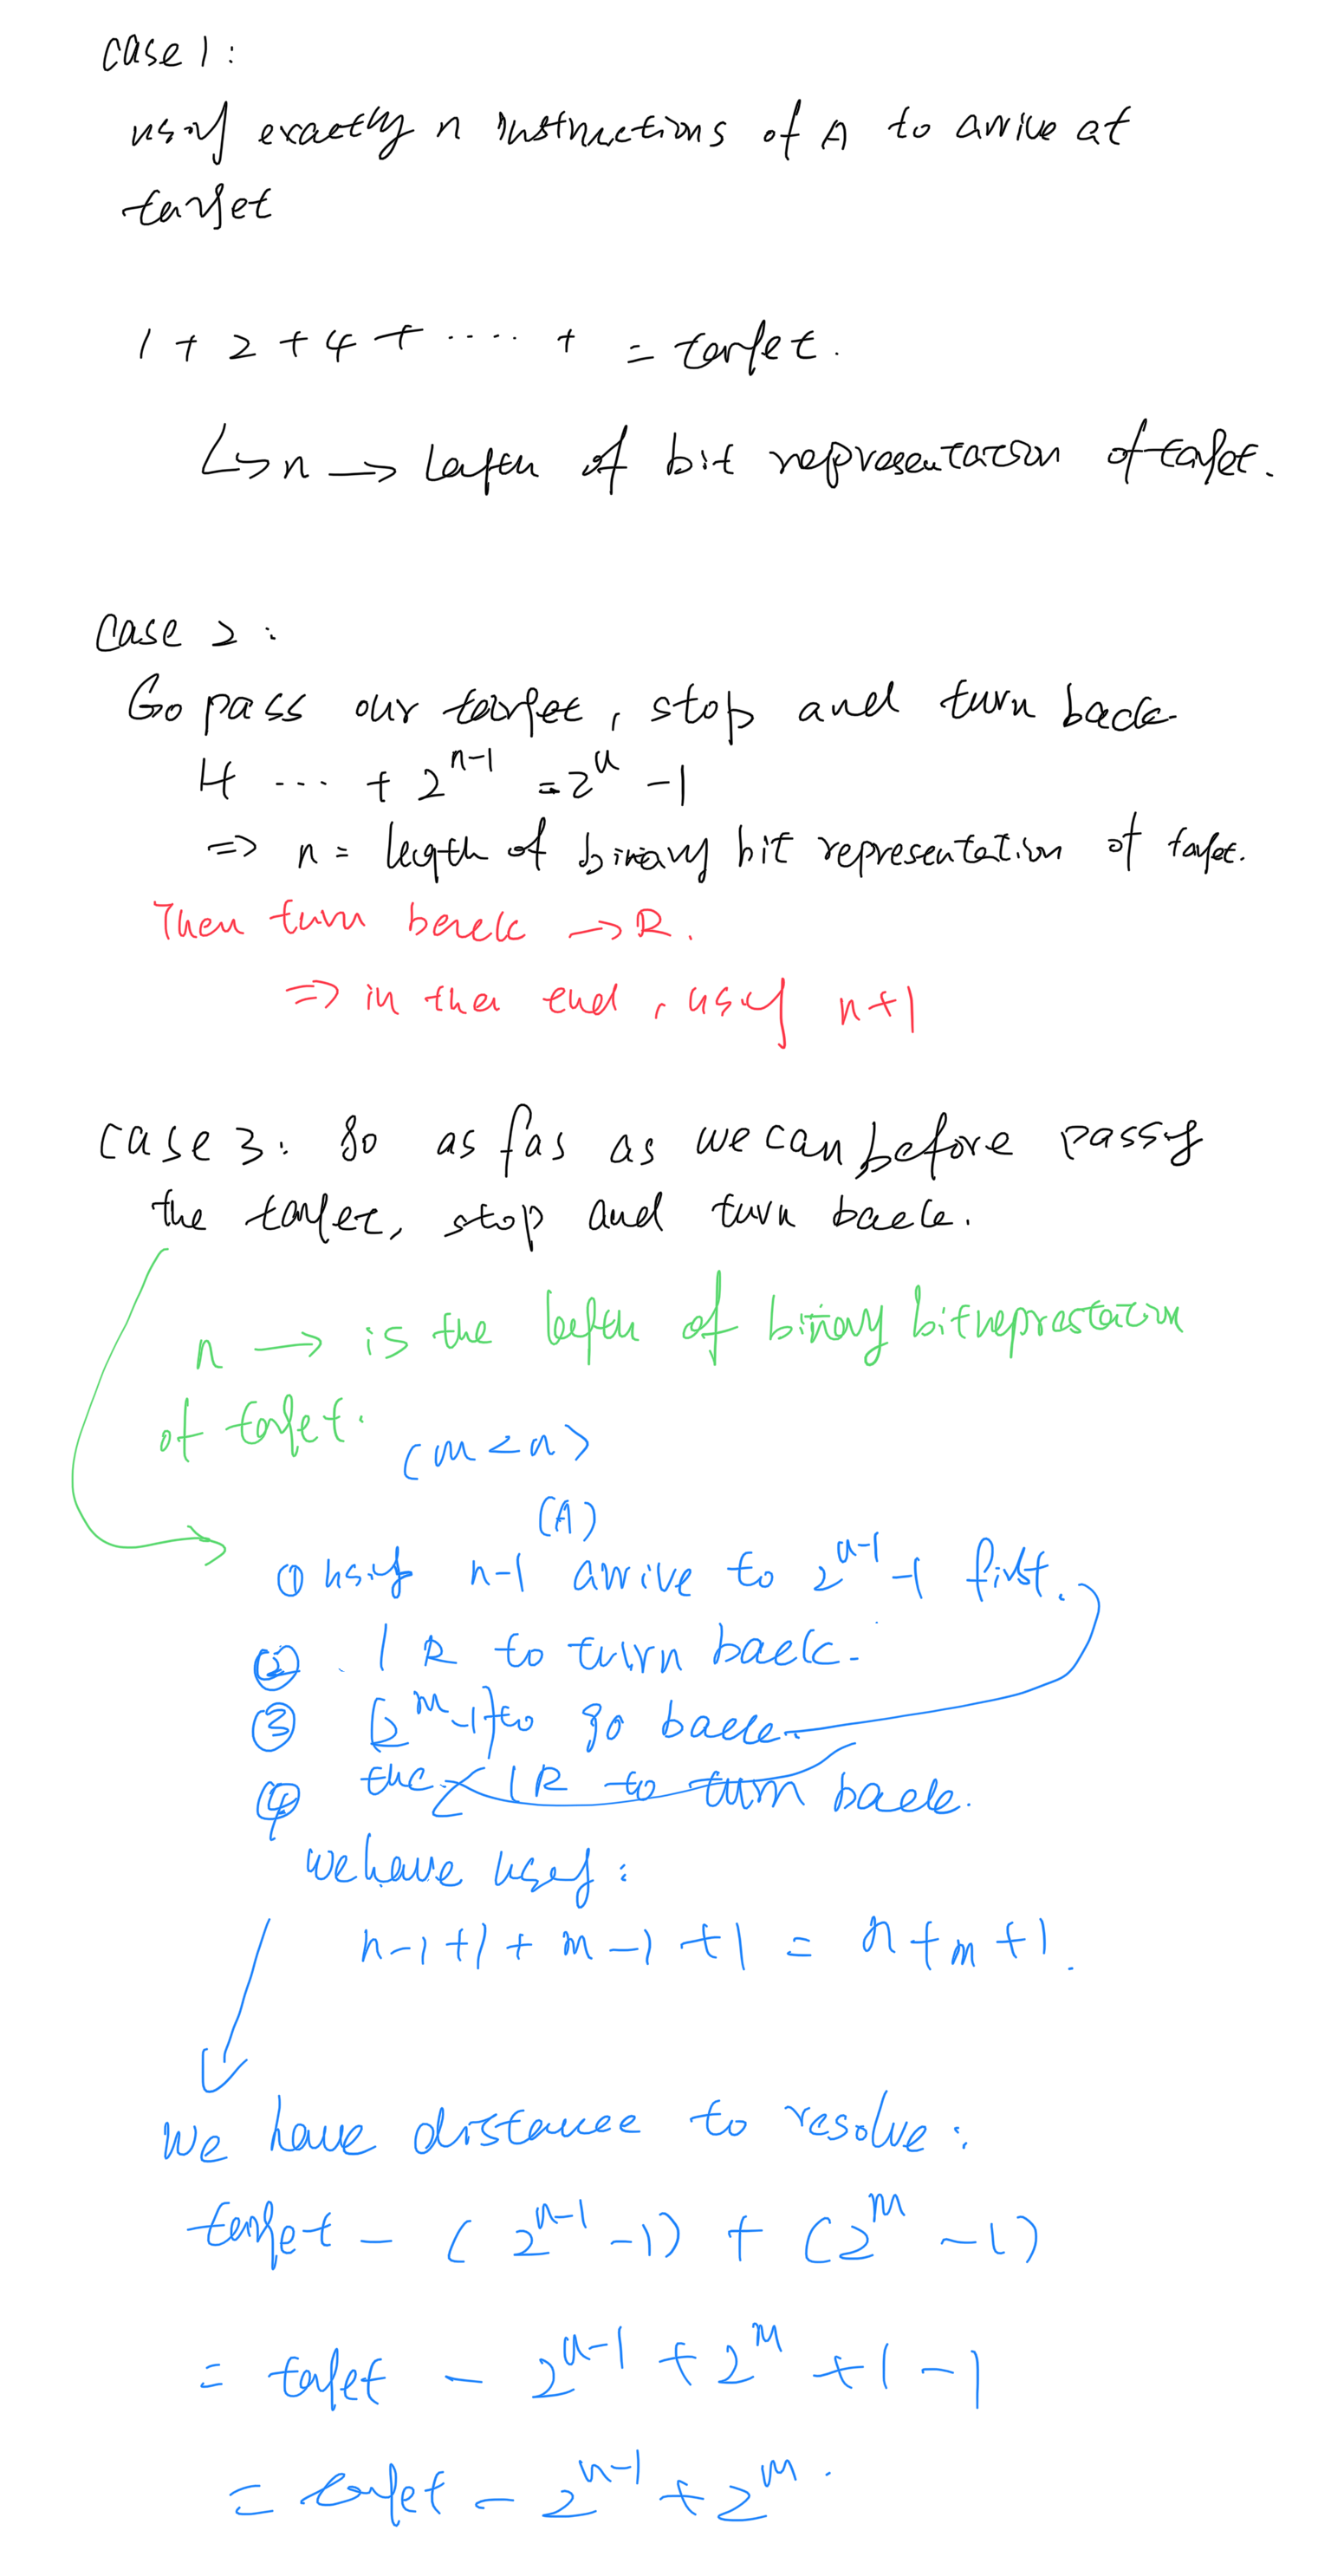 case 1:
using exactly n instructions of A to arrive at
target
1 + 2 + 4 + ..... + = target.
↳ n → length of bit representation of target.
case 2:
Go pass our target, stop and turn back
1+ ... + 2^{n-1} = 2^n - 1
⇒ n = length of binary bit representation of target.
Then turn back → R.
⇒ in the end, using n+1
case 3: go as fas as we can before passing
the target, stop and turn back.
n → is the length of binary bit representation
of target.
(m < n)
(A)
① using n-1 arrive to 2^{n-1} - 1 first.
② . 1 R to turn back.
③ [2^m - 1] to go back
④ the 1R to turn back.
we have used:
n-1+1+m-1+1 = n+m+1.
We have distance to resolve:
target - (2^{n-1} - 1) + (2^m - 1)
= target - 2^{n-1} + 2^m + 1 - 1
= target - 2^{n-1} + 2^m.